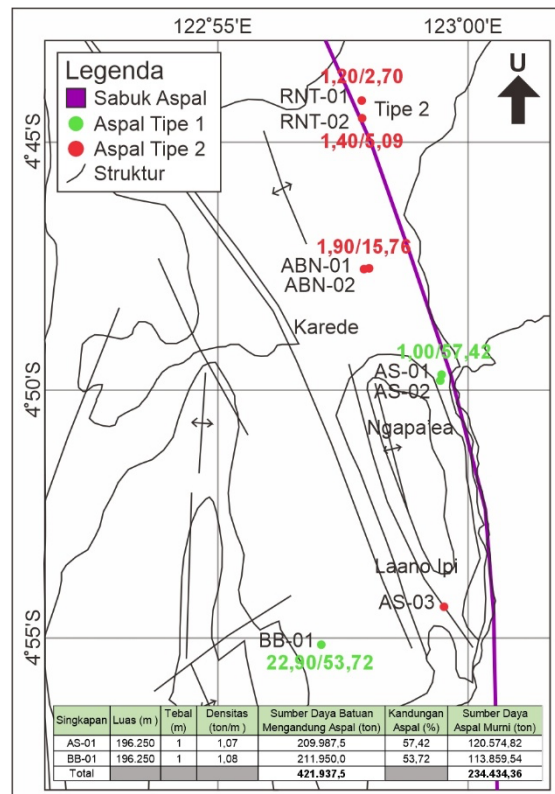 122°55'E 123°00'E
Legenda
Sabuk Aspal
Aspal Tipe 1
Aspal Tipe 2
Struktur
U
1,20/2,70
RNT-01
Tipe 2
RNT-02
1,40/5,09
4°45'S
1,90/15,76
ABN-01
ABN-02
Karede
1,00/57,42
AS-01
4°50'S
AS-02
Ngapa'ea
Laano Ipi
AS-03
4°55'S
BB-01
22,90/53,72
Singkapan Luas (m ) Tebal (m) Densitas (ton/m ) Sumber Daya Batuan Mengandung Aspal (ton) Kandungan Aspal (%) Sumber Daya Aspal Murni (ton)
AS-01 196.250 1 1,07 209.987,5 57,42 120.574,82
BB-01 196.250 1 1,08 211.950,0 53,72 113.859,54
Total 421.937,5 234.434,36